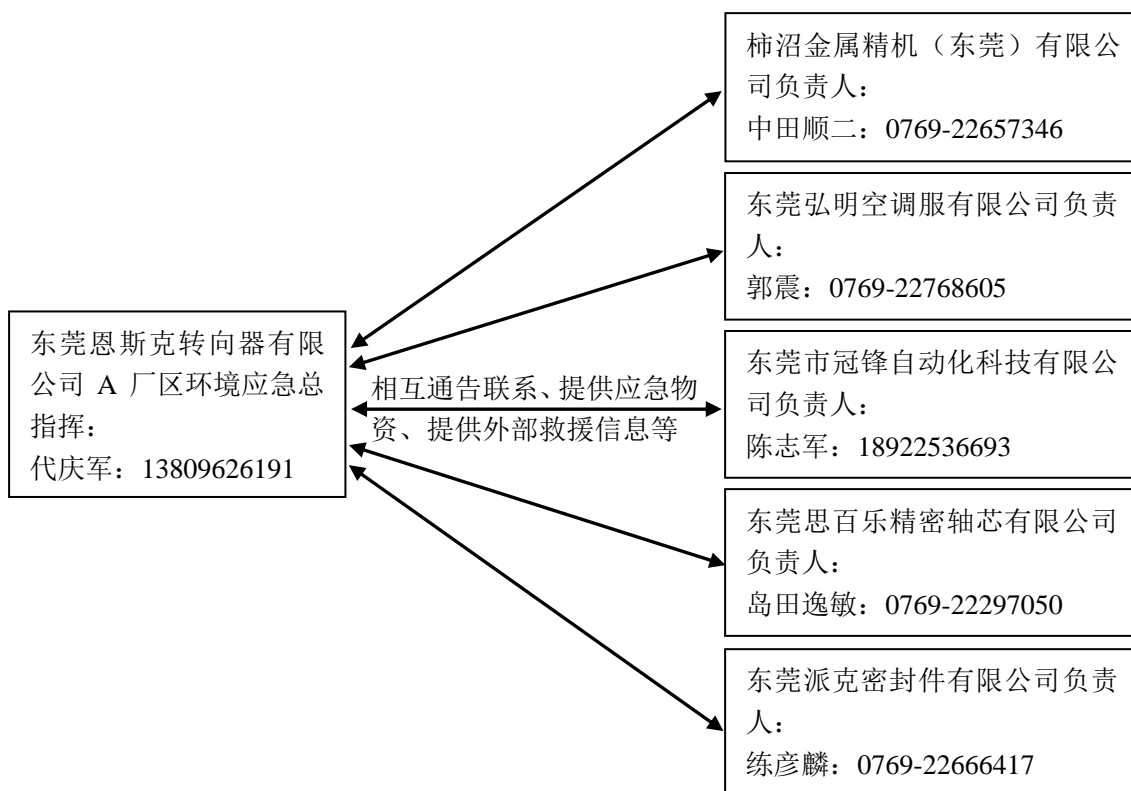 柿沼金属精机（东莞）有限公
司负责人：
中田顺二：0769-22657346
东莞弘明空调服有限公司负责
人：
郭震：0769-22768605
东莞恩斯克转向器有限
公司 A 厂区环境应急总
指挥：
代庆军：13809626191
相互通告联系、提供应急物
资、提供外部救援信息等
东莞市冠锋自动化科技有限公
司负责人：
陈志军：18922536693
东莞思百乐精密轴芯有限公司
负责人：
岛田逸敏：0769-22297050
东莞派克密封件有限公司负责
人：
练彦麟：0769-22666417